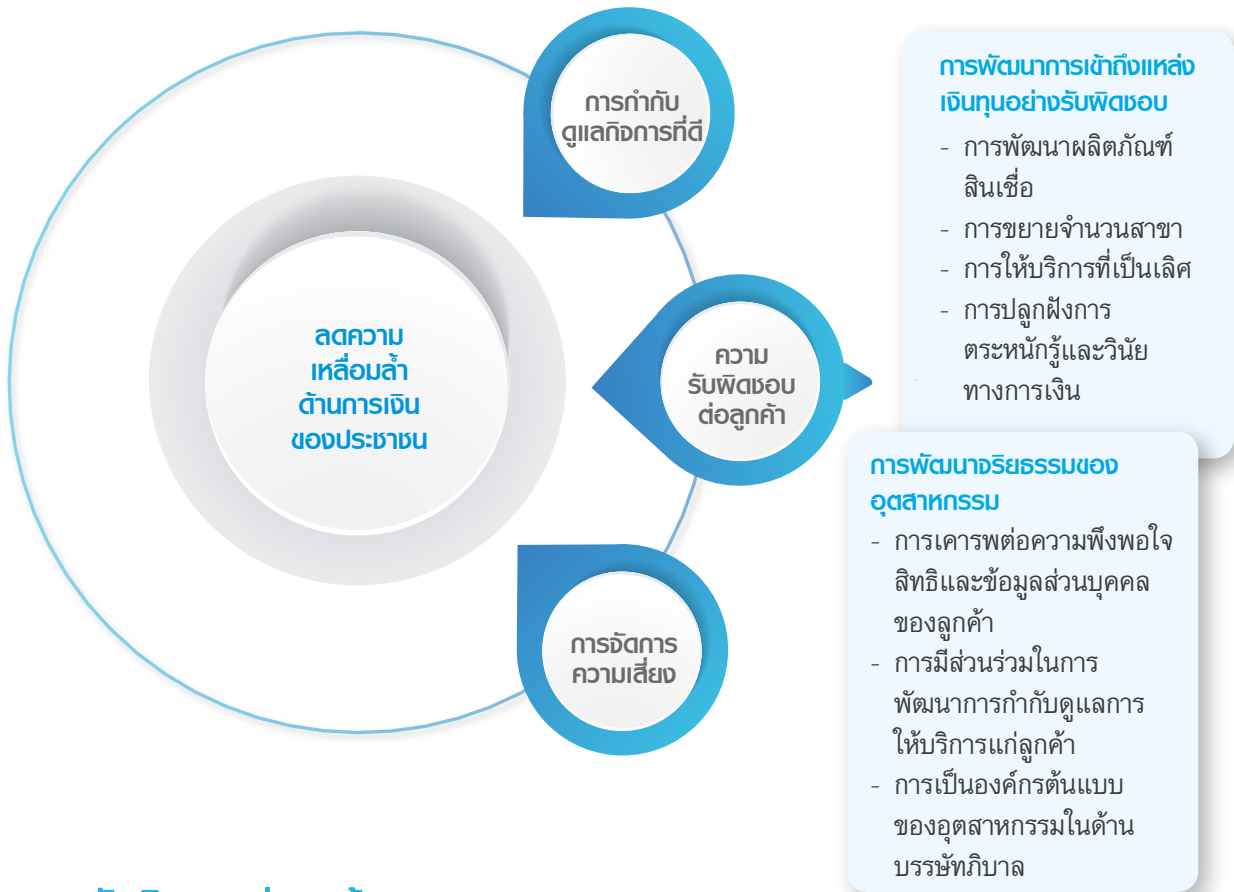 การกำกับ
ดูแลกิจการที่ดี
ลดความ
เหลื่อมล้ำ
ด้านการเงิน
ของประชาชน
ความ
รับผิดชอบ
ต่อลูกค้า
การจัดการ
ความเสี่ยง
การพัฒนาการเข้าถึงแหล่ง
เงินทุนอย่างรับผิดชอบ
- การพัฒนาผลิตภัณฑ์
สินเชื่อ
- การขยายจำนวนสาขา
- การให้บริการที่เป็นเลิศ
- การปลูกฝังการ
ตระหนักรู้และวินัย
ทางการเงิน
การพัฒนาจริยธรรมของ
อุตสาหกรรม
- การเคารพต่อความพึงพอใจ
สิทธิและข้อมูลส่วนบุคคล
ของลูกค้า
- การมีส่วนร่วมในการ
พัฒนาการกำกับดูแลการ
ให้บริการแก่ลูกค้า
- การเป็นองค์กรต้นแบบ
ของอุตสาหกรรมในด้าน
บรรษัทภิบาล